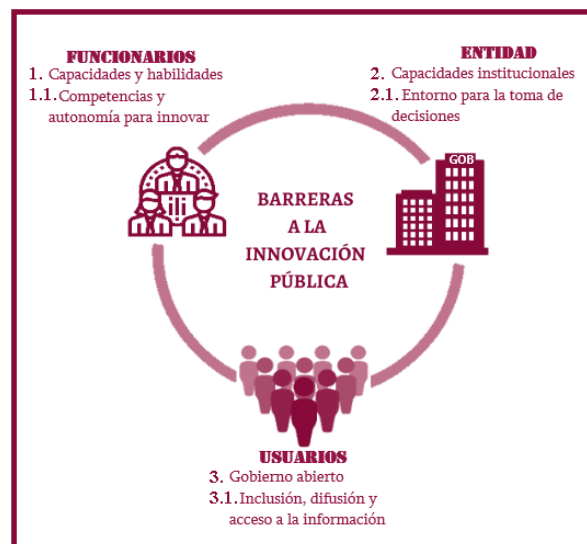 FUNCIONARIOS
1. Capacidades y habilidades
1.1. Competencias y
autonomía para innovar
ENTIDAD
2. Capacidades institucionales
2.1. Entorno para la toma de
decisiones
GOB
BARRERAS
A LA
INNOVACIÓN
PÚBLICA
USUARIOS
3. Gobierno abierto
3.1. Inclusión, difusión y
acceso a la información